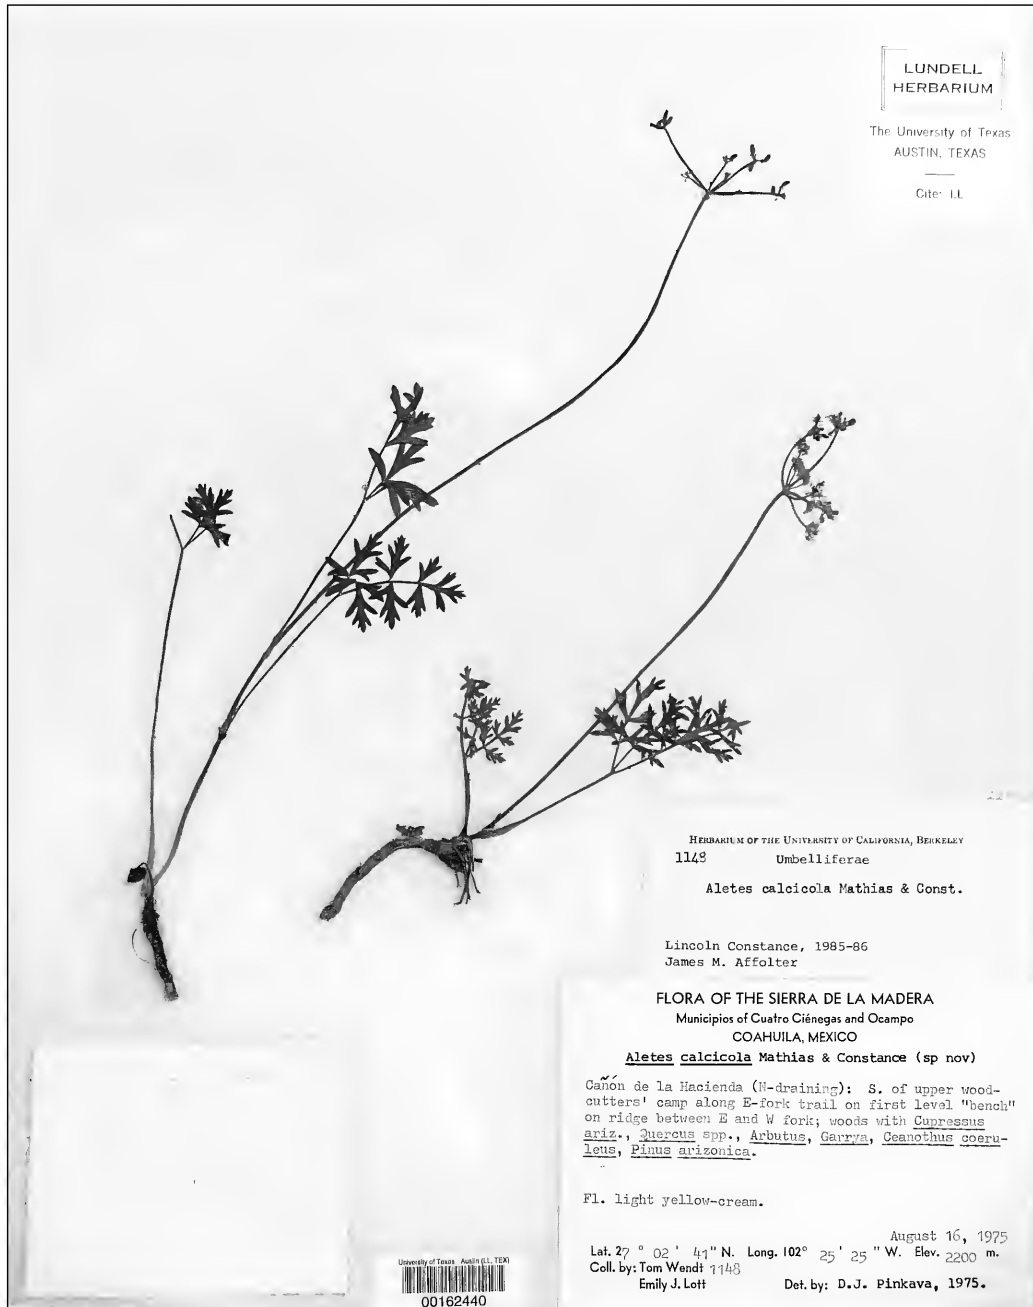 LUNDELL
HERBARIUM
The University of Texas
AUSTIN, TEXAS
Cite: LL
HERBARIUM OF THE UNIVERSITY OF CALIFORNIA, BERKELEY
1148 Umbelliferae
Aletes calcicola Mathias & Const.
Lincoln Constance, 1985-86
James M. Affolter
FLORA OF THE SIERRA DE LA MADERA
Municipios of Cuatro Ciénegas and Ocampo
COAHUILA, MEXICO
Aletes calcicola Mathias & Constance (sp nov)
Cañón de la Hacienda (N-draining): S. of upper wood-
cutters' camp along E-fork trail on first level "bench"
on ridge between E and W fork; woods with Cupressus
ariz., Quercus spp., Arbutus, Garrya, Ceanothus coeru-
leus, Pinus arizonica.
Fl. light yellow-cream.
August 16, 1975
Lat. 27 ° 02 ' 41" N. Long. 102° 25 ' 25 " W. Elev. 2200 m.
Coll. by: Tom Wendt 1148
Emily J. Lott Det. by: D.J. Pinkava, 1975.
University of Texas Austin (LL, TEX)
00162440